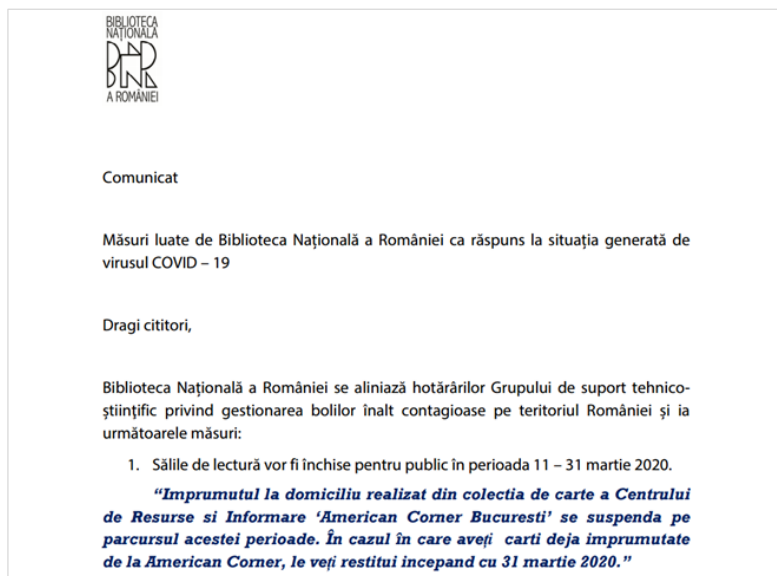 BIBLIOTECA
NAȚIONALĂ
A ROMÂNIEI
Comunicat
Măsuri luate de Biblioteca Națională a României ca răspuns la situația generată de
virusul COVID – 19
Dragi cititori,
Biblioteca Națională a României se aliniază hotărârilor Grupului de suport tehnico-
științific privind gestionarea bolilor înalt contagioase pe teritoriul României și ia
următoarele măsuri:
1. Sălile de lectură vor fi închise pentru public în perioada 11 – 31 martie 2020.
“Imprumutul la domiciliu realizat din colectia de carte a Centrului
de Resurse si Informare ‘American Corner Bucuresti’ se suspenda pe
parcursul acestei perioade. În cazul în care aveți carti deja imprumutate
de la American Corner, le veți restitui incepand cu 31 martie 2020.”